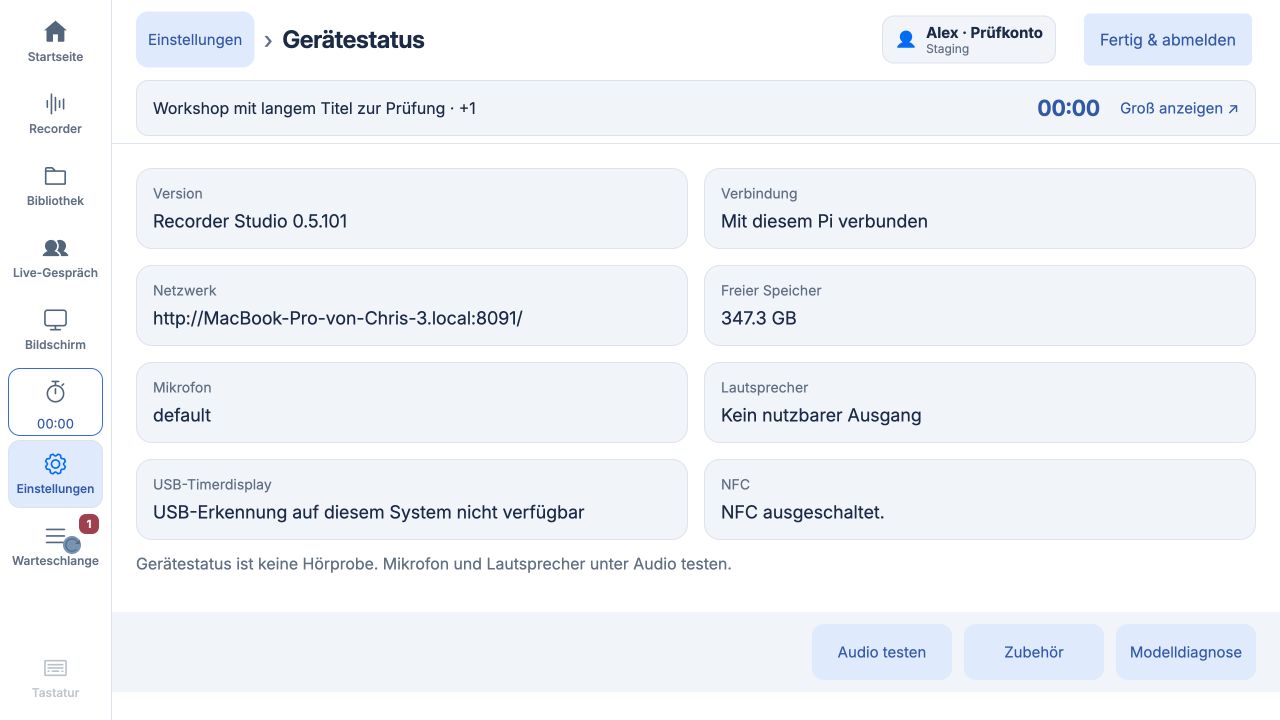 Startseite
Recorder
Bibliothek
Live-Gespräch
Bildschirm
00:00
Einstellungen
1
Warteschlange
Tastatur
Einstellungen › Gerätestatus
Alex · Prüfkonto
Staging
Fertig & abmelden
Workshop mit langem Titel zur Prüfung · +1
00:00 Groß anzeigen ↗
Version
Recorder Studio 0.5.101
Verbindung
Mit diesem Pi verbunden
Netzwerk
http://MacBook-Pro-von-Chris-3.local:8091/
Freier Speicher
347.3 GB
Mikrofon
default
Lautsprecher
Kein nutzbarer Ausgang
USB-Timerdisplay
USB-Erkennung auf diesem System nicht verfügbar
NFC
NFC ausgeschaltet.
Gerätestatus ist keine Hörprobe. Mikrofon und Lautsprecher unter Audio testen.
Audio testen
Zubehör
Modelldiagnose